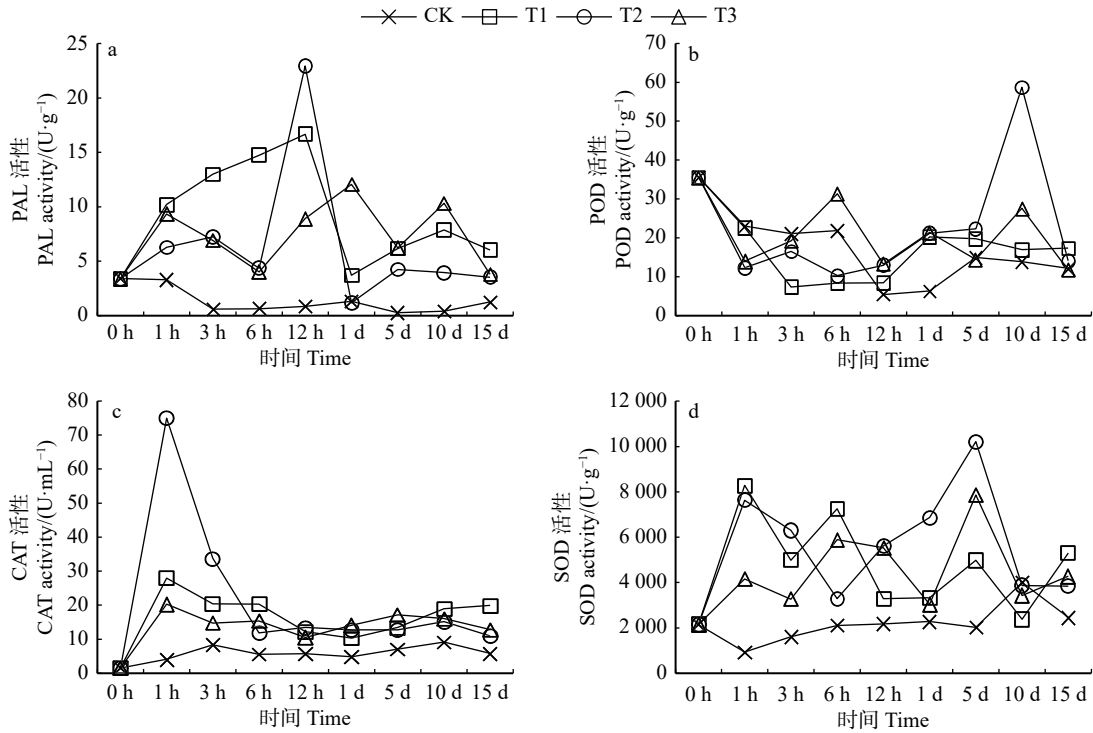 CK T1 T2 T3
a
25
20
15
10
5
0
PAL 活性
PAL activity/(U·g⁻¹)
0 h 1 h 3 h 6 h 12 h 1 d 5 d 10 d 15 d
时间 Time
b
70
60
50
40
30
20
10
0
POD 活性
POD activity/(U·g⁻¹)
0 h 1 h 3 h 6 h 12 h 1 d 5 d 10 d 15 d
时间 Time
c
80
70
60
50
40
30
20
10
0
CAT 活性
CAT activity/(U·mL⁻¹)
0 h 1 h 3 h 6 h 12 h 1 d 5 d 10 d 15 d
时间 Time
d
12 000
10 000
8 000
6 000
4 000
2 000
0
SOD 活性
SOD activity/(U·g⁻¹)
0 h 1 h 3 h 6 h 12 h 1 d 5 d 10 d 15 d
时间 Time